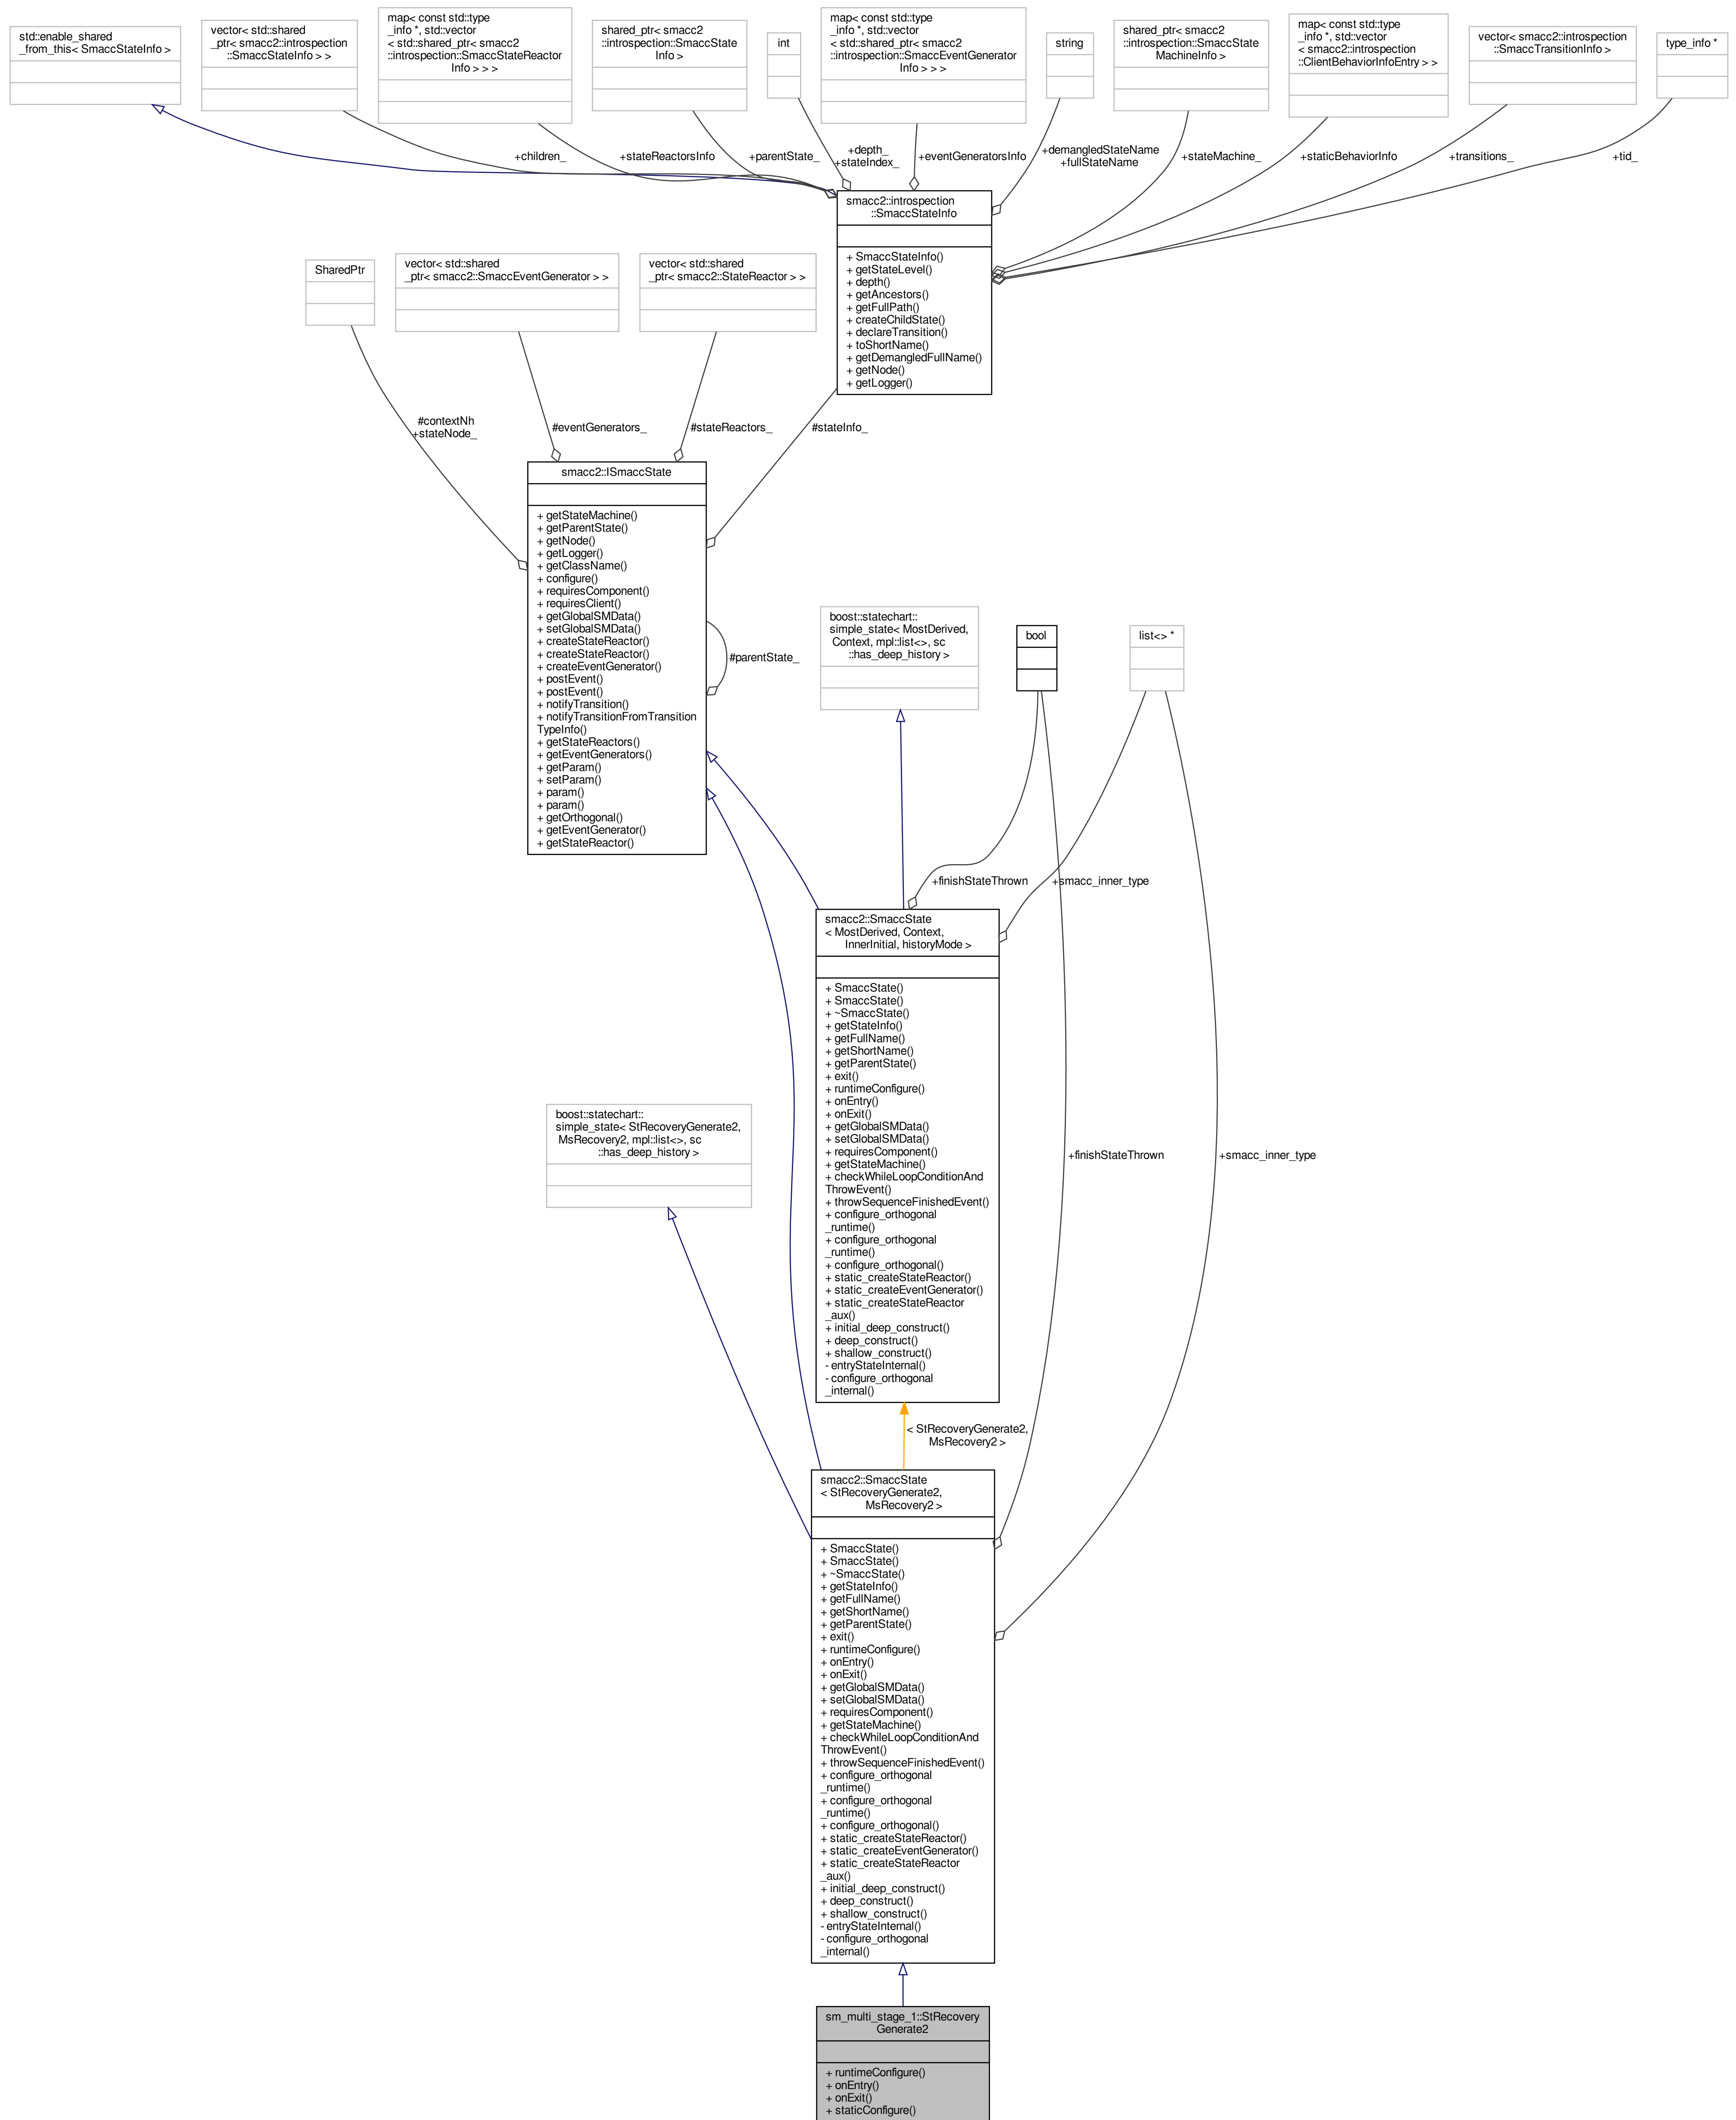 std::enable_shared
_from_this< SmaccStateInfo >
vector< std::shared
_ptr< smacc2::introspection
::SmaccStateInfo > >
map< const std::type
_info *, std::vector
< std::shared_ptr< smacc2
::introspection::SmaccStateReactor
Info > > >
shared_ptr< smacc2
::introspection::SmaccState
Info >
int
map< const std::type
_info *, std::vector
< std::shared_ptr< smacc2
::introspection::SmaccEventGenerator
Info > > >
string
shared_ptr< smacc2
::introspection::SmaccState
MachineInfo >
map< const std::type
_info *, std::vector
< smacc2::introspection
::ClientBehaviorInfoEntry > >
vector< smacc2::introspection
::SmaccTransitionInfo >
type_info *
+children_
+stateReactorsInfo
+parentState_
+depth_
+stateIndex_
+eventGeneratorsInfo
+demangledStateName
+fullStateName
+stateMachine_
+staticBehaviorInfo
+transitions_
+tid_
smacc2::introspection
::SmaccStateInfo
+ SmaccStateInfo()
+ getStateLevel()
+ depth()
+ getAncestors()
+ getFullPath()
+ createChildState()
+ declareTransition()
+ toShortName()
+ getDemangledFullName()
+ getNode()
+ getLogger()
SharedPtr
vector< std::shared
_ptr< smacc2::SmaccEventGenerator > >
vector< std::shared
_ptr< smacc2::StateReactor > >
#contextNh
+stateNode_
#eventGenerators_
#stateReactors_
#stateInfo_
smacc2::ISmaccState
+ getStateMachine()
+ getParentState()
+ getNode()
+ getLogger()
+ getClassName()
+ configure()
+ requiresComponent()
+ requiresClient()
+ getGlobalSMData()
+ setGlobalSMData()
+ createStateReactor()
+ createStateReactor()
+ createEventGenerator()
+ postEvent()
+ postEvent()
+ notifyTransition()
+ notifyTransitionFromTransition
TypeInfo()
+ getStateReactors()
+ getEventGenerators()
+ getParam()
+ setParam()
+ param()
+ param()
+ getOrthogonal()
+ getEventGenerator()
+ getStateReactor()
#parentState_
boost::statechart::
simple_state< MostDerived,
Context, mpl::list<>, sc
::has_deep_history >
bool
list<> *
+finishStateThrown
+smacc_inner_type
smacc2::SmaccState
< MostDerived, Context,
InnerInitial, historyMode >
+ SmaccState()
+ SmaccState()
+ ~SmaccState()
+ getStateInfo()
+ getFullName()
+ getShortName()
+ getParentState()
+ exit()
+ runtimeConfigure()
+ onEntry()
+ onExit()
+ getGlobalSMData()
+ setGlobalSMData()
+ requiresComponent()
+ getStateMachine()
+ checkWhileLoopConditionAnd
ThrowEvent()
+ throwSequenceFinishedEvent()
+ configure_orthogonal
_runtime()
+ configure_orthogonal
_runtime()
+ configure_orthogonal()
+ static_createStateReactor()
+ static_createEventGenerator()
+ static_createStateReactor
_aux()
+ initial_deep_construct()
+ deep_construct()
+ shallow_construct()
- entryStateInternal()
- configure_orthogonal
_internal()
boost::statechart::
simple_state< StRecoveryGenerate2,
MsRecovery2, mpl::list<>, sc
::has_deep_history >
+finishStateThrown
+smacc_inner_type
< StRecoveryGenerate2,
MsRecovery2 >
smacc2::SmaccState
< StRecoveryGenerate2,
MsRecovery2 >
+ SmaccState()
+ SmaccState()
+ ~SmaccState()
+ getStateInfo()
+ getFullName()
+ getShortName()
+ getParentState()
+ exit()
+ runtimeConfigure()
+ onEntry()
+ onExit()
+ getGlobalSMData()
+ setGlobalSMData()
+ requiresComponent()
+ getStateMachine()
+ checkWhileLoopConditionAnd
ThrowEvent()
+ throwSequenceFinishedEvent()
+ configure_orthogonal
_runtime()
+ configure_orthogonal
_runtime()
+ configure_orthogonal()
+ static_createStateReactor()
+ static_createEventGenerator()
+ static_createStateReactor
_aux()
+ initial_deep_construct()
+ deep_construct()
+ shallow_construct()
- entryStateInternal()
- configure_orthogonal
_internal()
sm_multi_stage_1::StRecovery
Generate2
+ runtimeConfigure()
+ onEntry()
+ onExit()
+ staticConfigure()